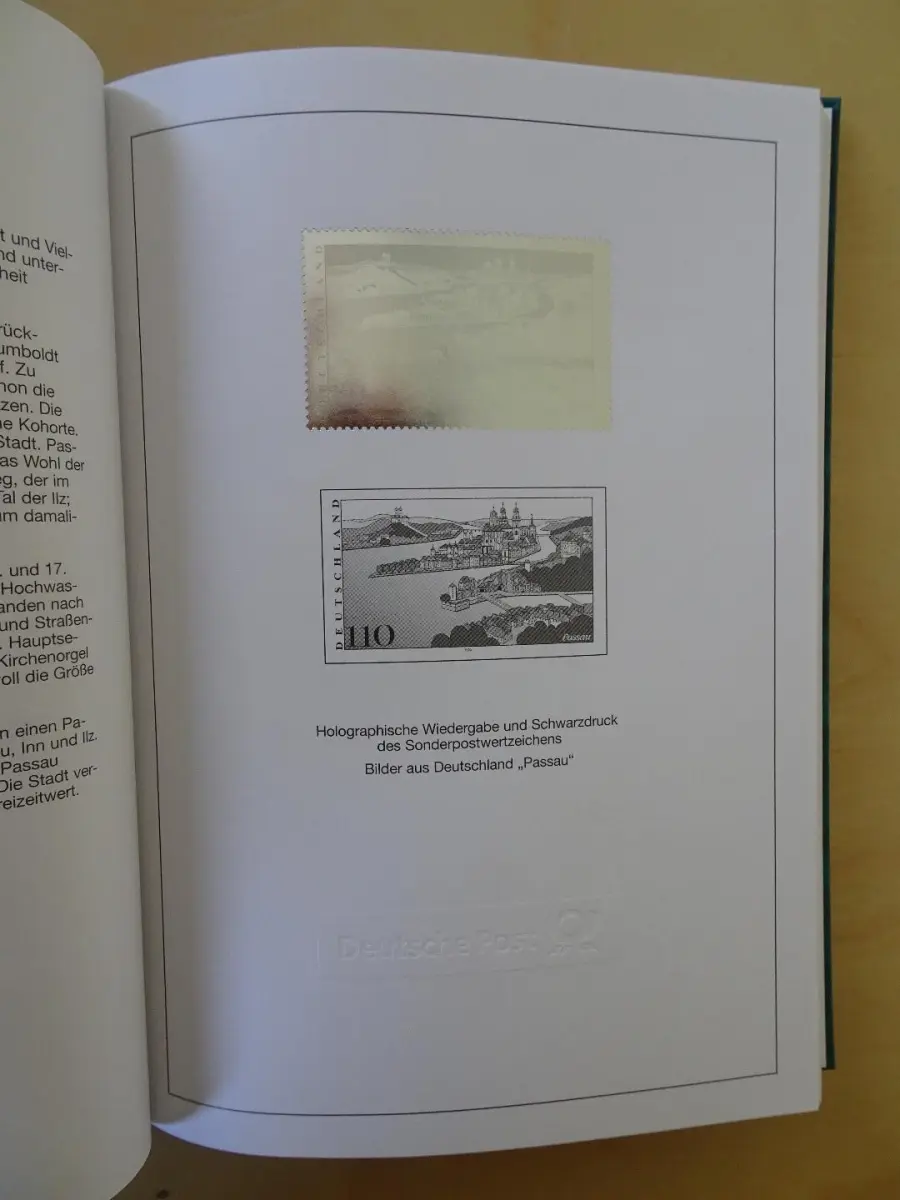 t und Viel-
nd unter-
heit
rück-
umboldt
f. Zu
hon die
zen. Die
ne Kohorte.
Stadt. Pas-
as Wohl der
eg, der im
Tal der Ilz;
um damali-
. und 17.
Hochwas-
anden nach
und Straßen-
. Hauptse-
Kirchenorgel
oll die Größe
n einen Pa-
u, Inn und Ilz.
Passau
Die Stadt ver-
reizeitwert.
DEUTSCHLAND
DEUTSCHLAND
110
Passau
Holographische Wiedergabe und Schwarzdruck
des Sonderpostwertzeichens
Bilder aus Deutschland „Passau“
Deutsche Post